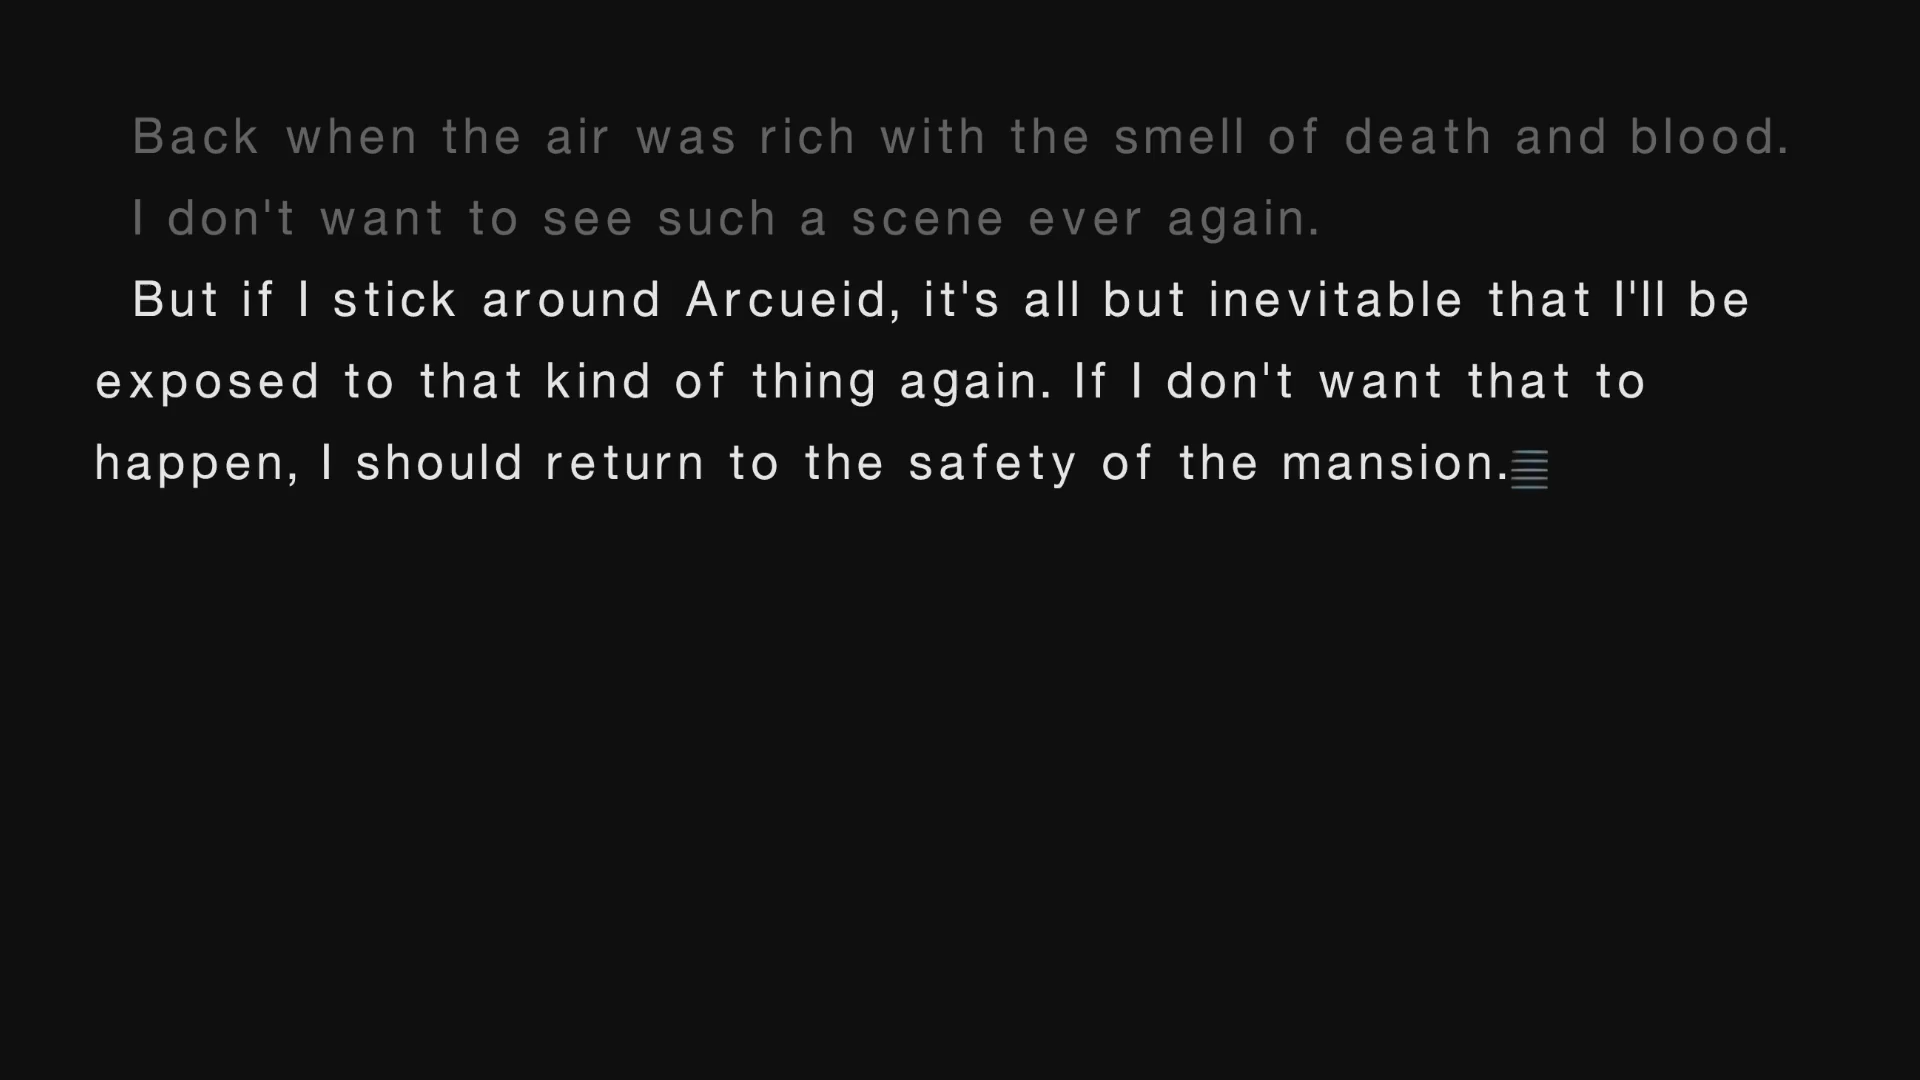 Back when the air was rich with the smell of death and blood.
I don't want to see such a scene ever again.
But if I stick around Arcueid, it's all but inevitable that I'll be
exposed to that kind of thing again. If I don't want that to
happen, I should return to the safety of the mansion.